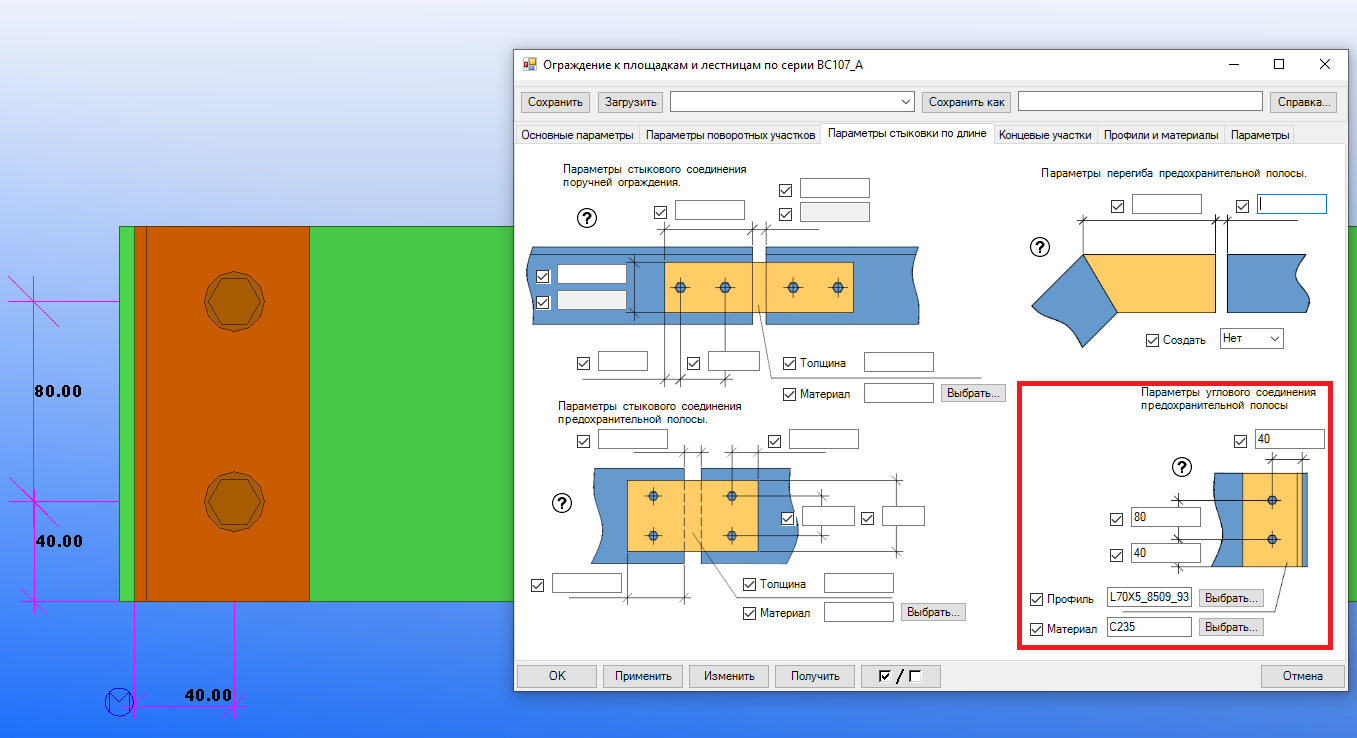 Ограждение к площадкам и лестницам по серии ВС107_А
Сохранить
Загрузить
Сохранить как
Справка...
Основные параметры
Параметры поворотных участков
Параметры стыковки по длине
Концевые участки
Профили и материалы
Параметры
Параметры стыкового соединения
поручней ограждения.
?
Толщина
Материал
Выбрать...
Параметры перегиба предохранительной полосы.
?
Создать
Нет
Параметры стыкового соединения
предохранительной полосы.
?
Толщина
Материал
Выбрать...
Параметры углового соединения
предохранительной полосы
40
?
80
40
Профиль
L70X5_8509_93
Выбрать...
Материал
C235
Выбрать...
OK
Применять
Изменить
Получить
/
Отмена
80.00
40.00
40.00